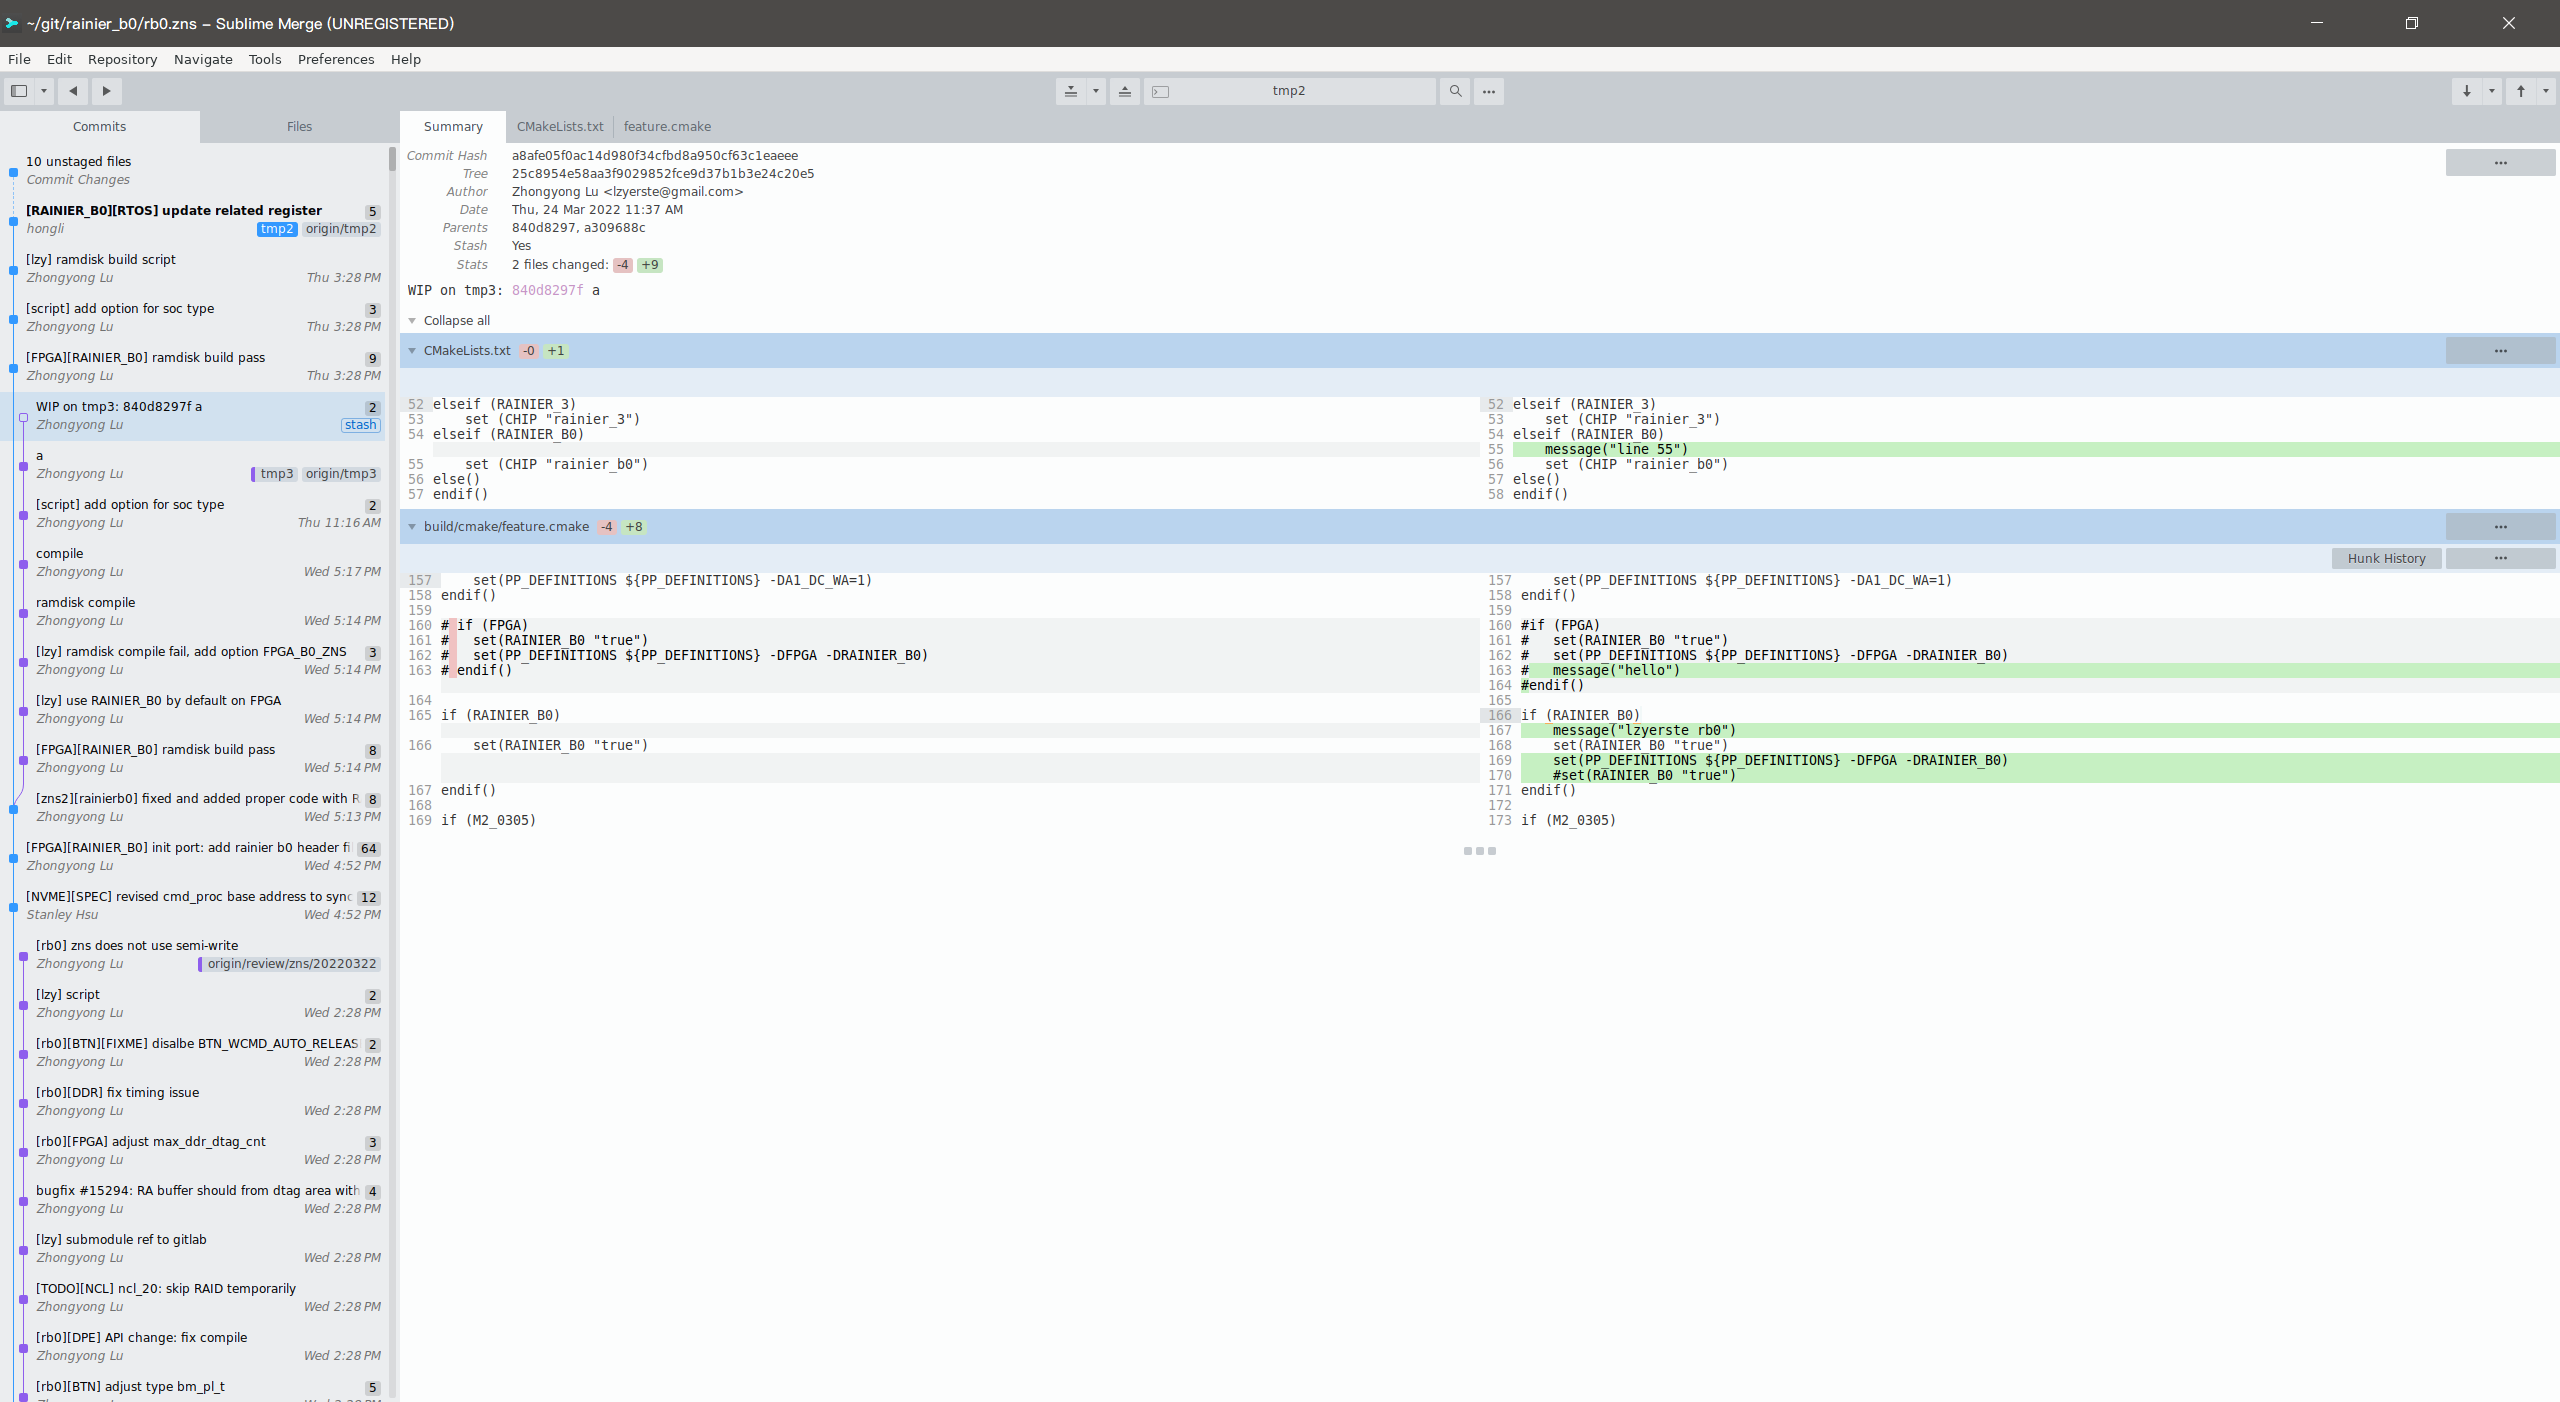 ~/git/rainier_b0/rb0.zns – Sublime Merge (UNREGISTERED)
File Edit Repository Navigate Tools Preferences Help
tmp2
Commits Files
10 unstaged files
Commit Changes
[RAINIER_B0][RTOS] update related register 5
hongli tmp2 origin/tmp2
[lzy] ramdisk build script
Zhongyong Lu Thu 3:28 PM
[script] add option for soc type 3
Zhongyong Lu Thu 3:28 PM
[FPGA][RAINIER_B0] ramdisk build pass 9
Zhongyong Lu Thu 3:28 PM
WIP on tmp3: 840d8297f a 2
Zhongyong Lu stash
a
Zhongyong Lu tmp3 origin/tmp3
[script] add option for soc type 2
Zhongyong Lu Thu 11:16 AM
compile
Zhongyong Lu Wed 5:17 PM
ramdisk compile
Zhongyong Lu Wed 5:14 PM
[lzy] ramdisk compile fail, add option FPGA_B0_ZNS 3
Zhongyong Lu Wed 5:14 PM
[lzy] use RAINIER_B0 by default on FPGA
Zhongyong Lu Wed 5:14 PM
[FPGA][RAINIER_B0] ramdisk build pass 8
Zhongyong Lu Wed 5:14 PM
[zns2][rainierb0] fixed and added proper code with R 8
Zhongyong Lu Wed 5:13 PM
[FPGA][RAINIER_B0] init port: add rainier b0 header fi 64
Zhongyong Lu Wed 4:52 PM
[NVME][SPEC] revised cmd_proc base address to sync 12
Stanley Hsu Wed 4:52 PM
[rb0] zns does not use semi-write
Zhongyong Lu origin/review/zns/20220322
[lzy] script 2
Zhongyong Lu Wed 2:28 PM
[rb0][BTN][FIXME] disalbe BTN_WCMD_AUTO_RELEAS 2
Zhongyong Lu Wed 2:28 PM
[rb0][DDR] fix timing issue
Zhongyong Lu Wed 2:28 PM
[rb0][FPGA] adjust max_ddr_dtag_cnt 3
Zhongyong Lu Wed 2:28 PM
bugfix #15294: RA buffer should from dtag area with 4
Zhongyong Lu Wed 2:28 PM
[lzy] submodule ref to gitlab
Zhongyong Lu Wed 2:28 PM
[TODO][NCL] ncl_20: skip RAID temporarily
Zhongyong Lu Wed 2:28 PM
[rb0][DPE] API change: fix compile
Zhongyong Lu Wed 2:28 PM
[rb0][BTN] adjust type bm_pl_t 5
Summary CMakeLists.txt feature.cmake
Commit Hash a8afe05f0ac14d980f34cfbd8a950cf63c1eaeee
Tree 25c8954e58aa3f9029852fce9d37b1b3e24c20e5
Author Zhongyong Lu <lzyerste@gmail.com>
Date Thu, 24 Mar 2022 11:37 AM
Parents 840d8297, a309688c
Stash Yes
Stats 2 files changed: -4 +9
WIP on tmp3: 840d8297f a
Collapse all
CMakeLists.txt -0 +1
52 elseif (RAINIER_3)
53 set (CHIP "rainier_3")
54 elseif (RAINIER_B0)
55 set (CHIP "rainier_b0")
56 else()
57 endif()
52 elseif (RAINIER_3)
53 set (CHIP "rainier_3")
54 elseif (RAINIER_B0)
55 message("line 55")
56 set (CHIP "rainier_b0")
57 else()
58 endif()
build/cmake/feature.cmake -4 +8
Hunk History
157 set(PP_DEFINITIONS ${PP_DEFINITIONS} -DA1_DC_WA=1)
158 endif()
159
160 # if (FPGA)
161 #   set(RAINIER_B0 "true")
162 #   set(PP_DEFINITIONS ${PP_DEFINITIONS} -DFPGA -DRAINIER_B0)
163 # endif()
164
165 if (RAINIER_B0)
166 set(RAINIER_B0 "true")
167 endif()
168
169 if (M2_0305)
157 set(PP_DEFINITIONS ${PP_DEFINITIONS} -DA1_DC_WA=1)
158 endif()
159
160 #if (FPGA)
161 #   set(RAINIER_B0 "true")
162 #   set(PP_DEFINITIONS ${PP_DEFINITIONS} -DFPGA -DRAINIER_B0)
163 #   message("hello")
164 #endif()
165
166 if (RAINIER_B0)
167 message("lzyerste rb0")
168 set(RAINIER_B0 "true")
169 set(PP_DEFINITIONS ${PP_DEFINITIONS} -DFPGA -DRAINIER_B0)
170 #set(RAINIER_B0 "true")
171 endif()
172
173 if (M2_0305)